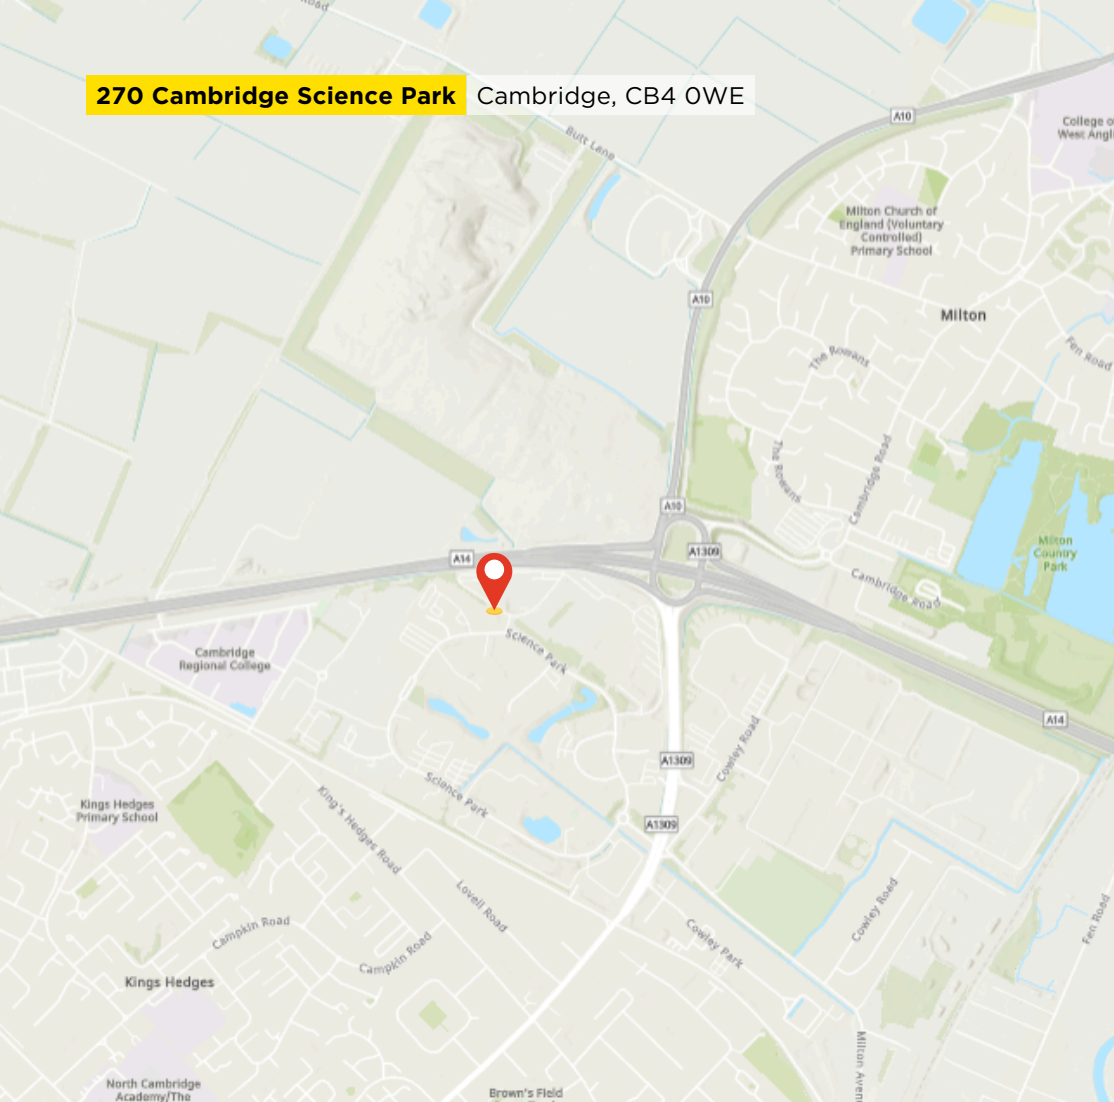 oad
270 Cambridge Science Park Cambridge, CB4 0WE
Butt Lane
A10
College o
West Angl
Milton Church of
England (Voluntary
Controlled)
Primary School
A10
Milton
Fen Road
The Rowans
The Rowans
Cambridge Road
A10
A14
A1309
Milton
Country
Park
Cambridge Road
Science Park
Cambridge
Regional College
A14
Cowley Road
A1309
Science Park
Kings Hedges
Primary School
King's Hedges Road
A1309
Lovell Road
Cowley Road
Fen Road
Campkin Road
Campkin Road
Cowley Park
Kings Hedges
Milton Avenu
North Cambridge
Academy/The
Brown's Field